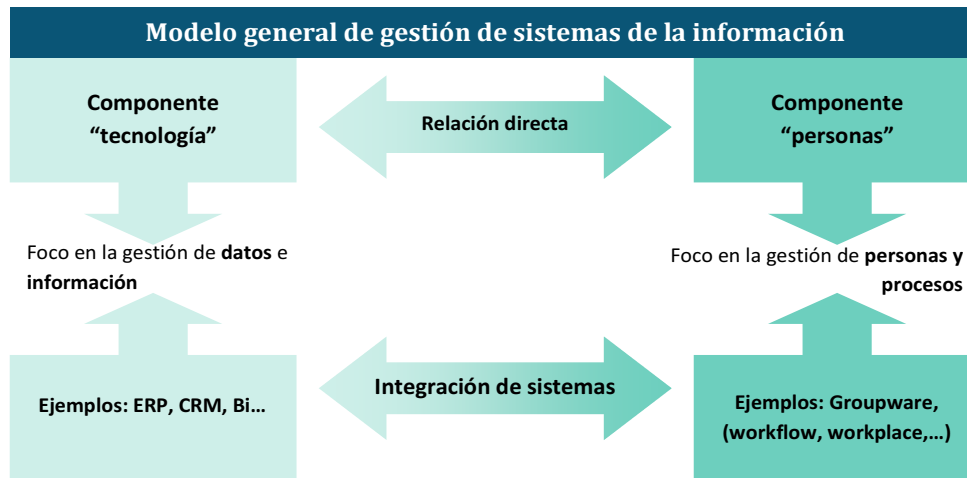 Modelo general de gestión de sistemas de la información
Componente
“tecnología”
Relación directa
Componente
“personas”
Foco en la gestión de datos e
información
Foco en la gestión de personas y
procesos
Ejemplos: ERP, CRM, Bi…
Integración de sistemas
Ejemplos: Groupware,
(workflow, workplace,…)